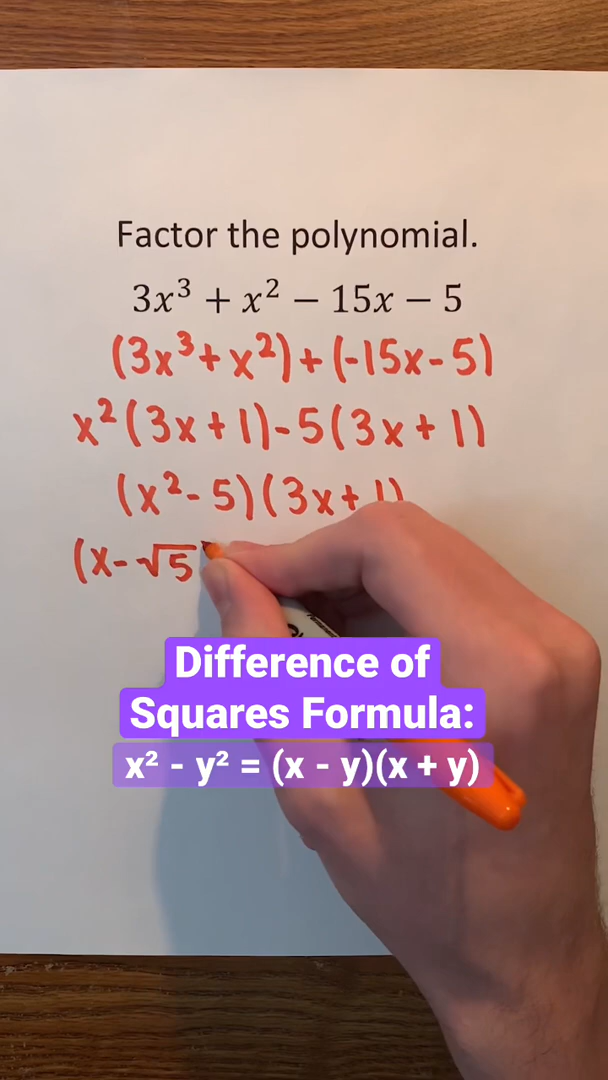 Factor the polynomial.
3x³ + x² − 15x − 5
(3x³+x²)+(-15x-5)
x²(3x+1)-5(3x+1)
(x²-5)(3x+1)
(x-√5
Difference of
Squares Formula:
x² - y² = (x - y)(x + y)